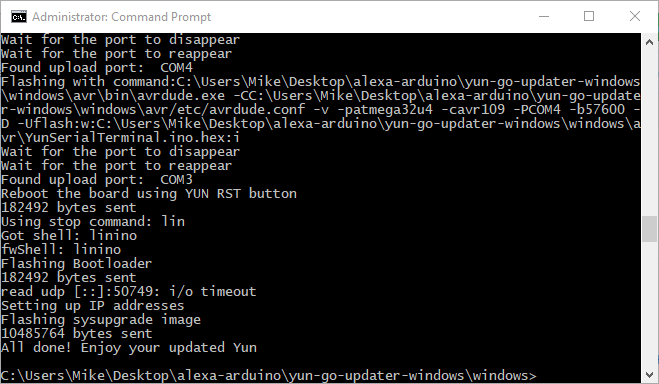 Administrator: Command Prompt
Wait for the port to disappear
Wait for the port to reappear
Found upload port:  COM4
Flashing with command:C:\Users\Mike\Desktop\alexa-arduino\yun-go-updater-windows
\windows\avr\bin\avrdude.exe -CC:\Users\Mike\Desktop\alexa-arduino\yun-go-update
r-windows\windows\avr/etc/avrdude.conf -v -patmega32u4 -cavr109 -PCOM4 -b57600 -
D -Uflash:w:C:\Users\Mike\Desktop\alexa-arduino\yun-go-updater-windows\windows\a
vr\YunSerialTerminal.ino.hex:i
Wait for the port to disappear
Wait for the port to reappear
Found upload port:  COM3
Reboot the board using YUN RST button
182492 bytes sent
Using stop command: lin
Got shell: linino
fwShell: linino
Flashing Bootloader
182492 bytes sent
read udp [::]:50749: i/o timeout
Setting up IP addresses
Flashing sysupgrade image
10485764 bytes sent
All done! Enjoy your updated Yun
C:\Users\Mike\Desktop\alexa-arduino\yun-go-updater-windows\windows>